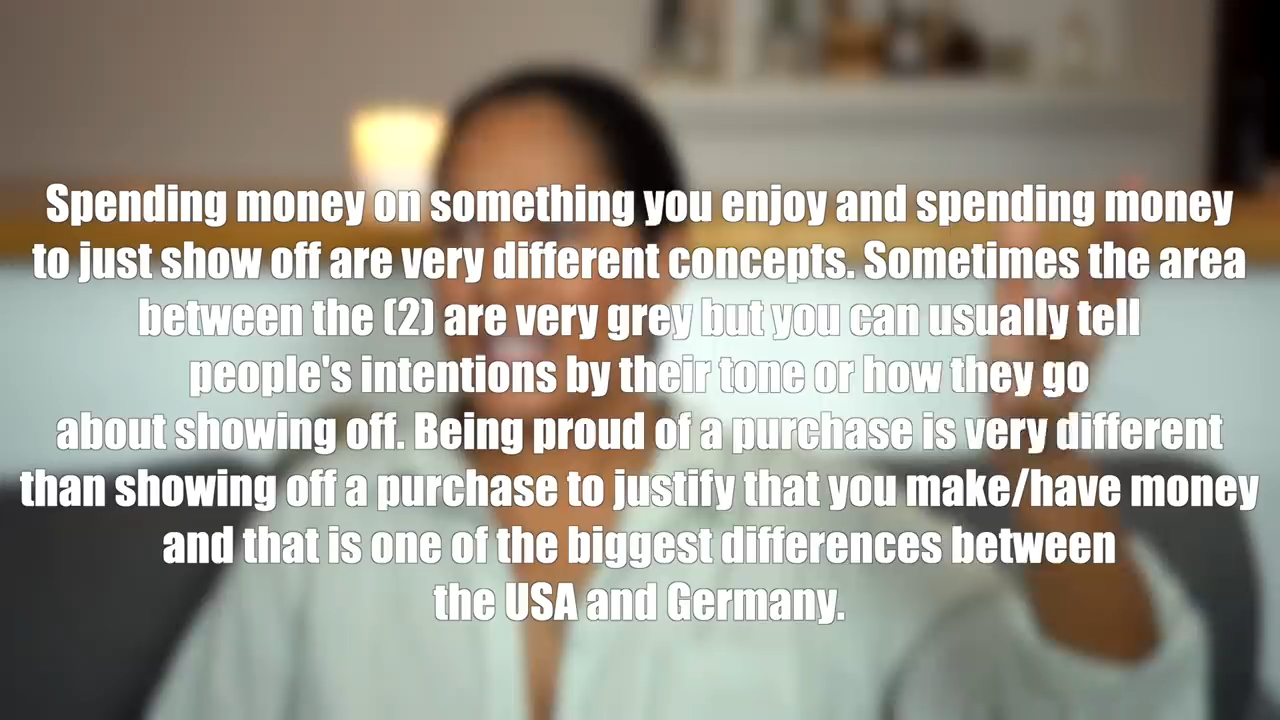 Spending money on something you enjoy and spending money
to just show off are very different concepts. Sometimes the area
between the (2) are very grey but you can usually tell
people's intentions by their tone or how they go
about showing off. Being proud of a purchase is very different
than showing off a purchase to justify that you make/have money
and that is one of the biggest differences between
the USA and Germany.